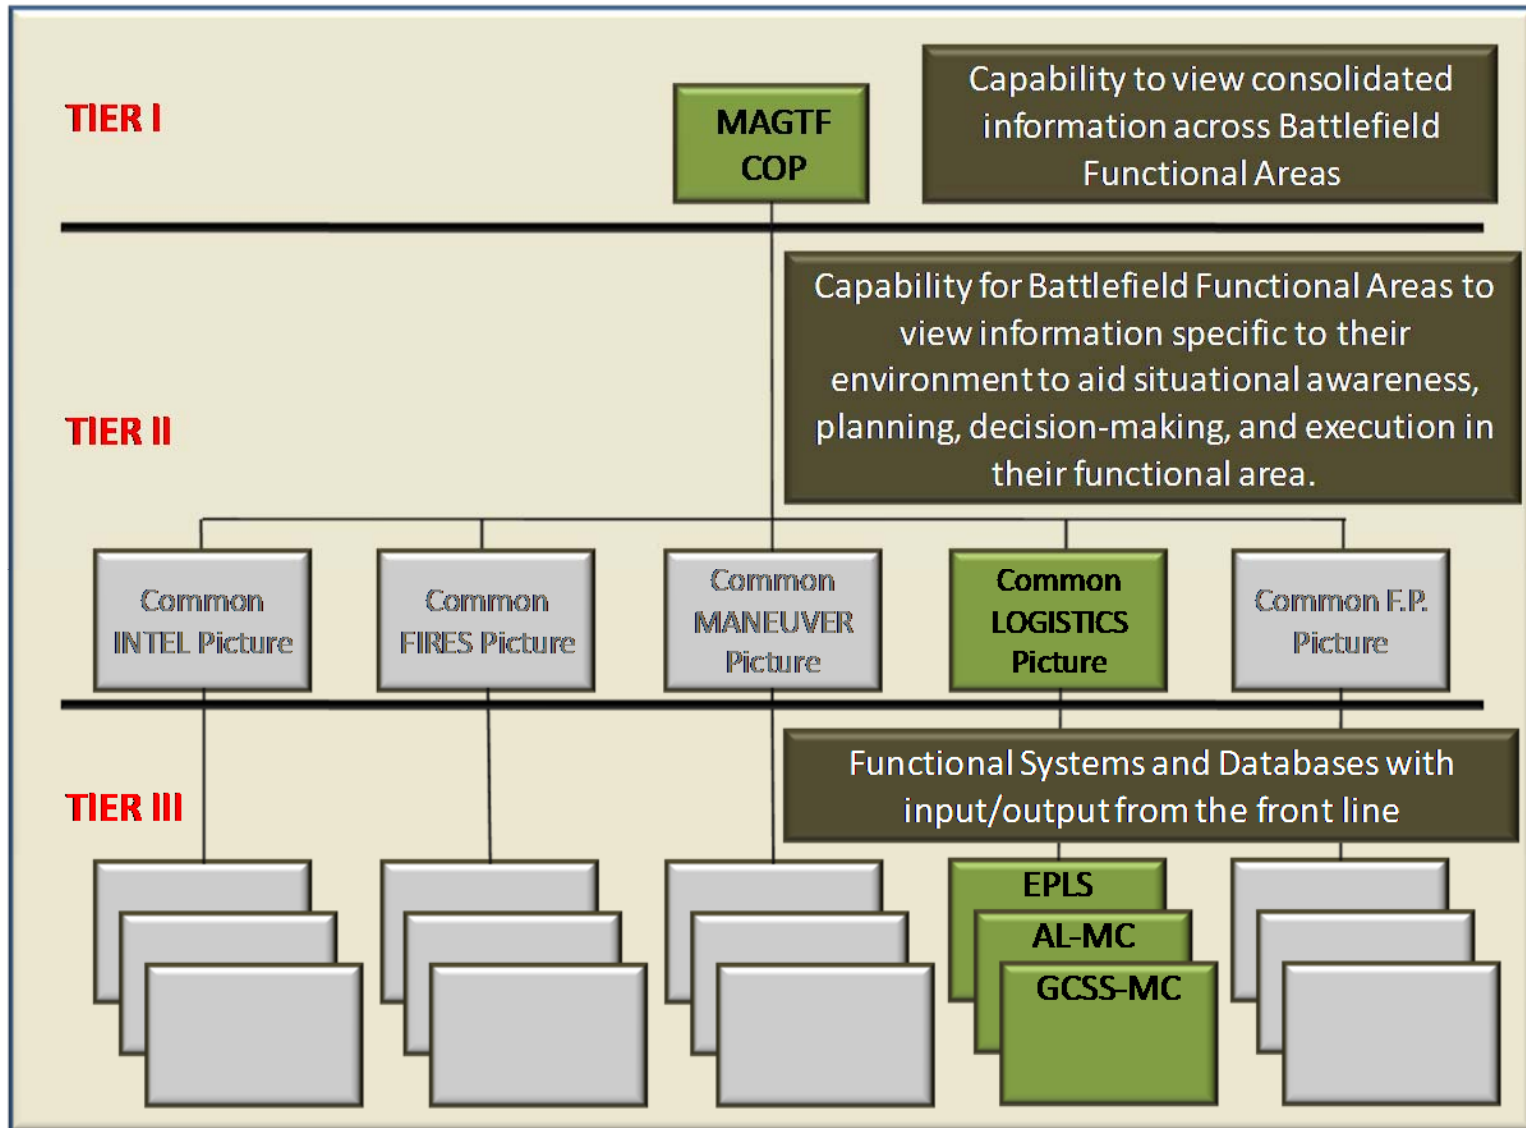 TIER I
MAGTF
COP
Capability to view consolidated
information across Battlefield
Functional Areas
Capability for Battlefield Functional Areas to
view information specific to their
environment to aid situational awareness,
planning, decision-making, and execution in
their functional area.
TIER II
Common
INTEL Picture
Common
FIRES Picture
Common
MANEUVER
Picture
Common
LOGISTICS
Picture
Common F.P.
Picture
Functional Systems and Databases with
input/output from the front line
TIER III
EPLS
AL-MC
GCSS-MC